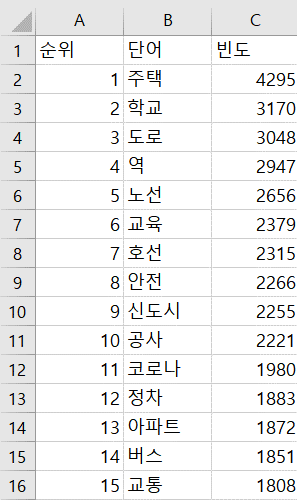 A B C
1 순위 단어 빈도
2 1 주택 4295
3 2 학교 3170
4 3 도로 3048
5 4 역 2947
6 5 노선 2656
7 6 교육 2379
8 7 호선 2315
9 8 안전 2266
10 9 신도시 2255
11 10 공사 2221
12 11 코로나 1980
13 12 정차 1883
14 13 아파트 1872
15 14 버스 1851
16 15 교통 1808